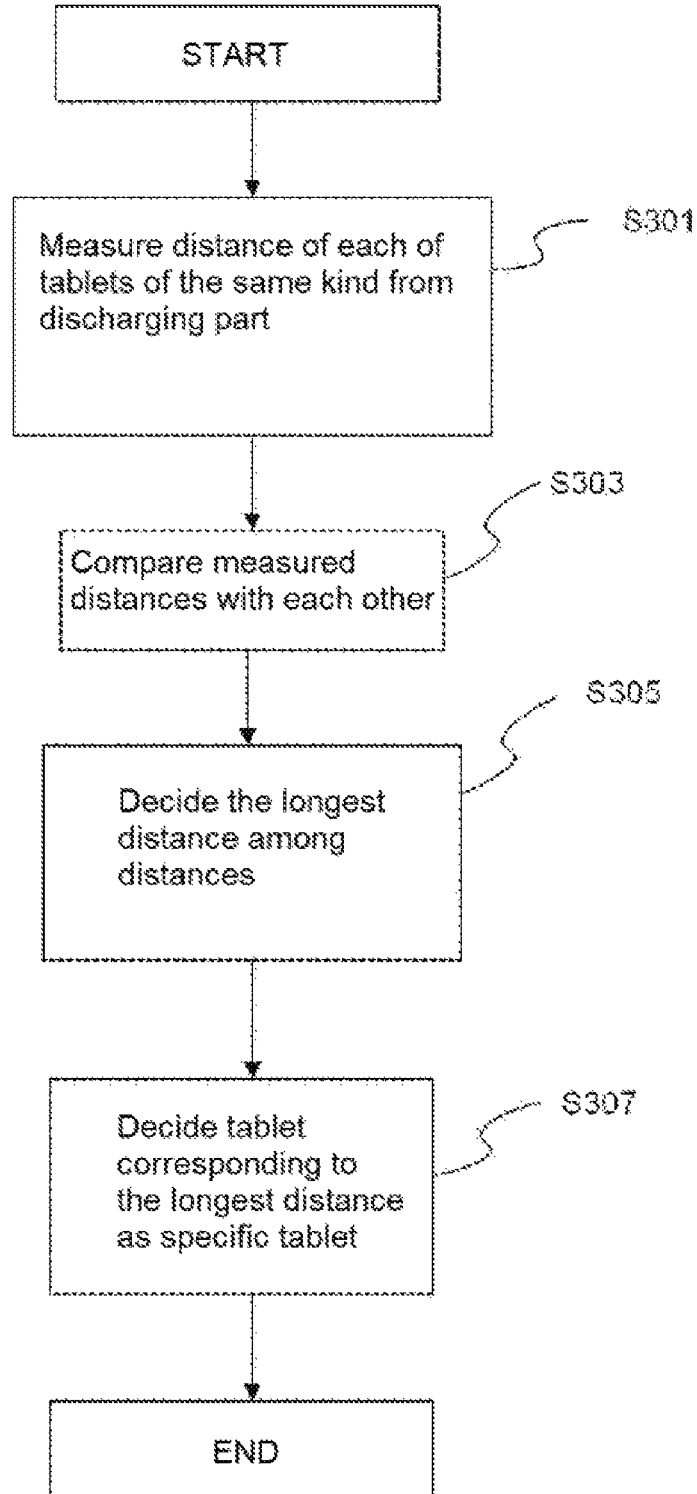 START
Measure distance of each of
tablets of the same kind from
discharging part
S301
Compare measured
distances with each other
S303
Decide the longest
distance among
distances
S305
Decide tablet
corresponding to
the longest distance
as specific tablet
S307
END